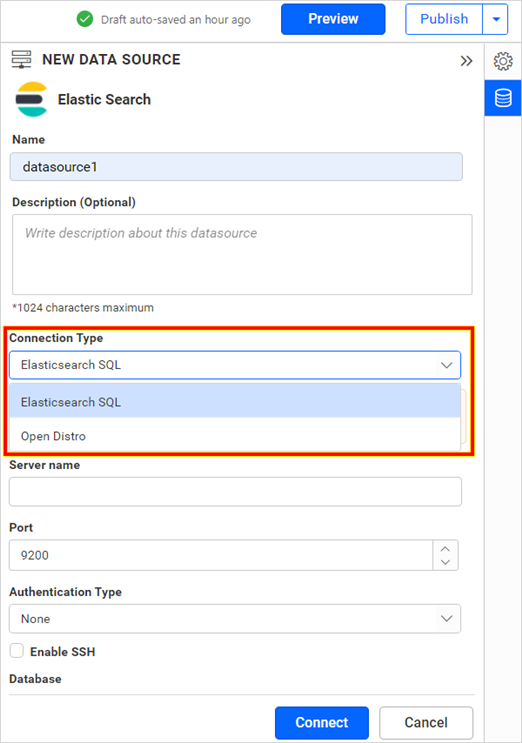 Draft auto-saved an hour ago
Preview
Publish
NEW DATA SOURCE
Elastic Search
Name
datasource1
Description (Optional)
Write description about this datasource
*1024 characters maximum
Connection Type
Elasticsearch SQL
Elasticsearch SQL
Open Distro
Server name
Port
9200
Authentication Type
None
Enable SSH
Database
Connect
Cancel